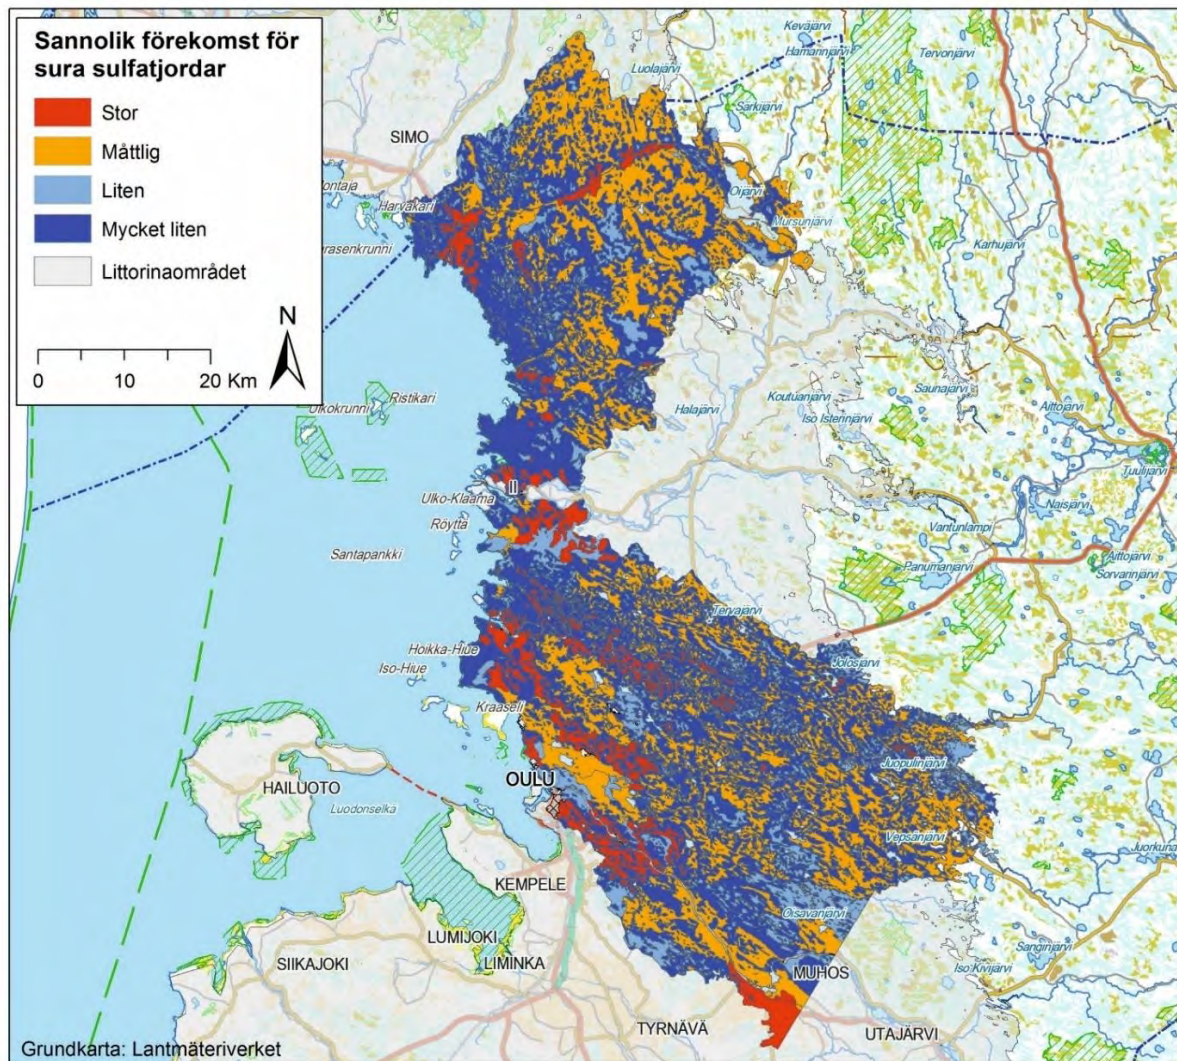 Sannolik förekomst för
sura sulfatjordar
Stor
Måttlig
Liten
Mycket liten
Littorinaområdet
N
0 10 20 Km
Keväjärvi
Hamarinjärvi
Tervonjärvi
Luolajärvi
Särkijärvi
SIMO
Harvakari
Oijärvi
Mursunjärvi
Karhujärvi
Saunajärvi
Koutuanjärvi
Halajärvi
Iso Isterinjärvi
Aittojärvi
Ristikari
Ulkokrunni
Tuulijärvi
Ulko-Klaama
II
Naisjärvi
Röyttä
Vantunlampi
Santapankki
Aittojärvi
Panumanjärvi
Sorvarinjärvi
Tervajärvi
Hoikka-Hiue
Iso-Hiue
Jolosjärvi
Kraaseli
Juopulinjärvi
OULU
HAILUOTO
Luodonselkä
Vepsänjärvi
Juorkuna
KEMPELE
Oisavanjärvi
LUMIJOKI
LIMINKA
SIIKAJOKI
Sanginjärvi
Iso Kivijärvi
MUHOS
TYRNÄVÄ
UTAJÄRVI
Grundkarta: Lantmäteriverket